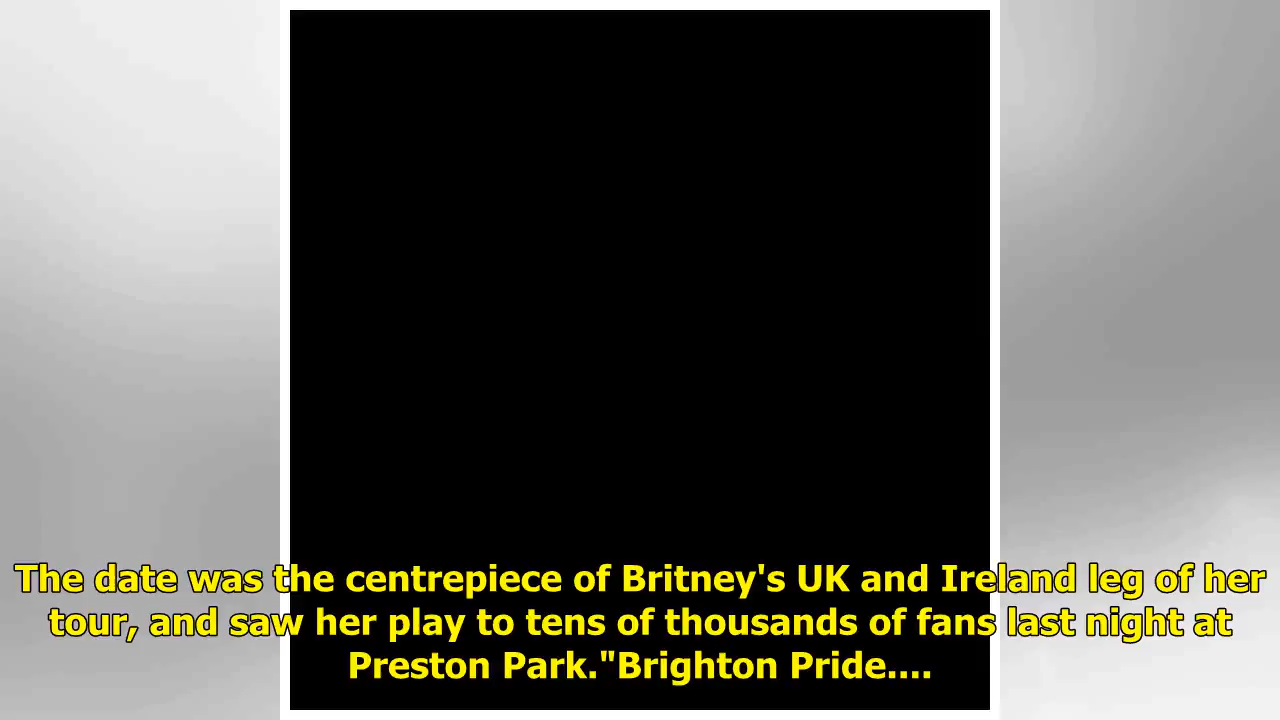 The date was the centrepiece of Britney's UK and Ireland leg of her
tour, and saw her play to tens of thousands of fans last night at
Preston Park."Brighton Pride....